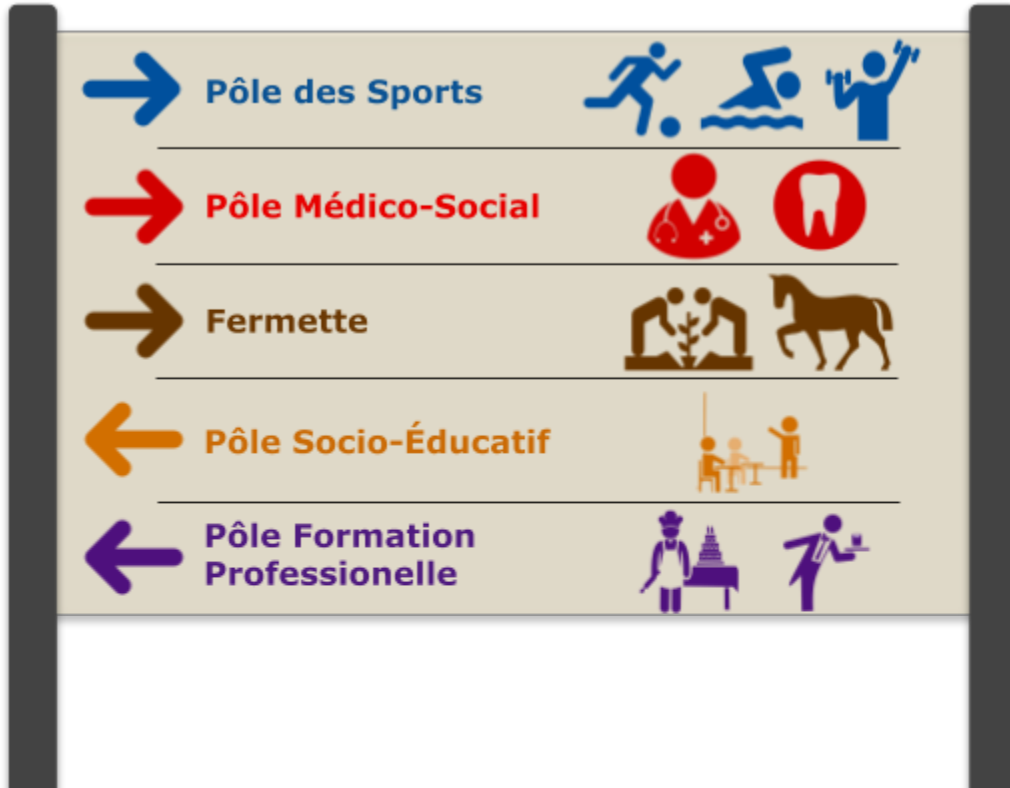 Pôle des Sports
Pôle Médico-Social
Fermette
Pôle Socio-Éducatif
Pôle Formation
Professionelle